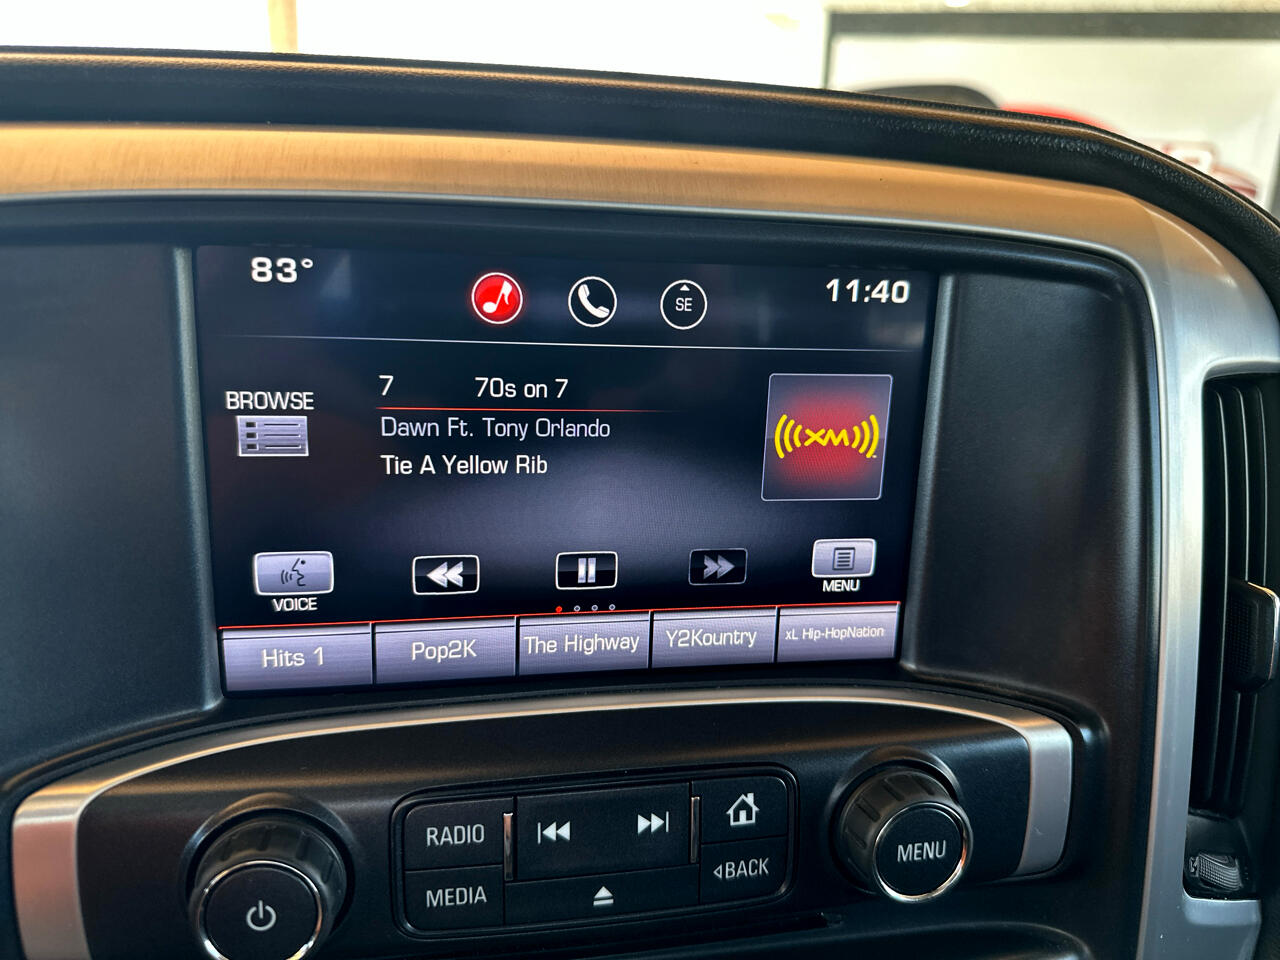 83°
SE
11:40
7 70s on 7
BROWSE
Dawn Ft. Tony Orlando
Tie A Yellow Rib
((XM))
VOICE
MENU
Hits 1
Pop2K
The Highway
Y2Kountry
xL Hip-HopNation
RADIO
MEDIA
BACK
MENU